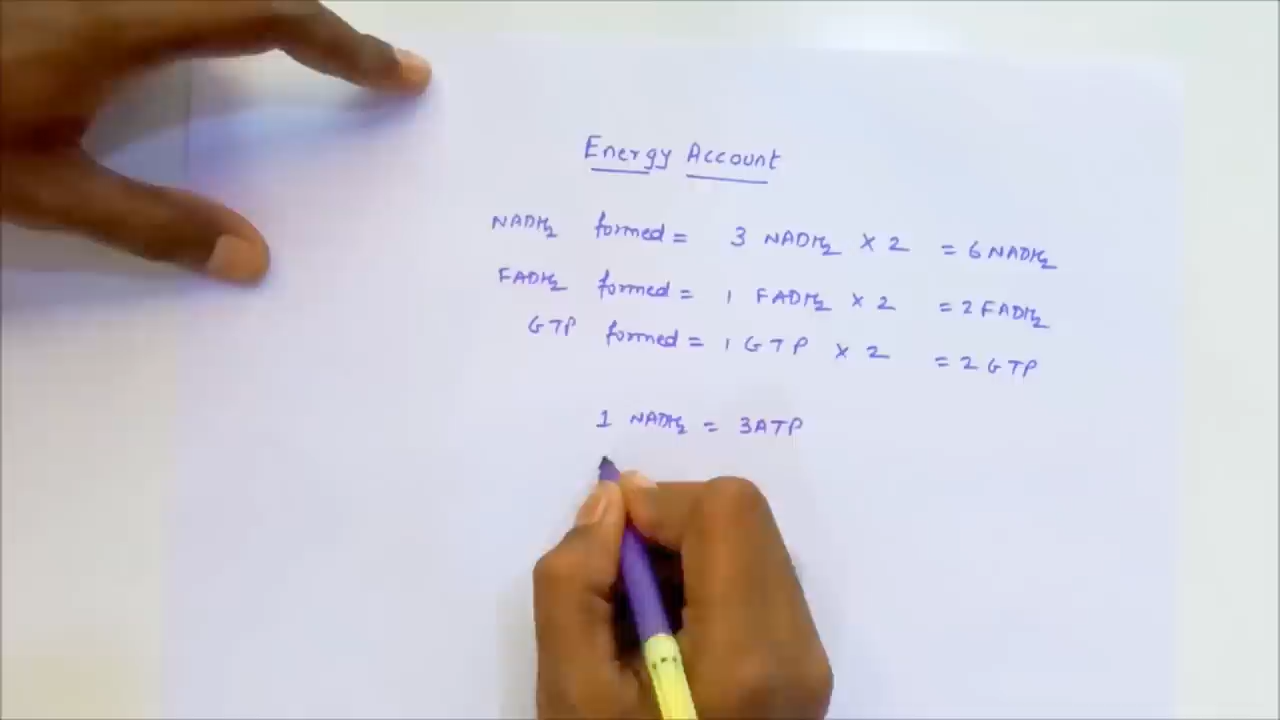 Energy Account
NADH₂ formed = 3 NADH₂ × 2 = 6 NADH₂
FADH₂ formed = 1 FADH₂ × 2 = 2 FADH₂
GTP formed = 1 GTP × 2 = 2 GTP
1 NADH₂ = 3ATP